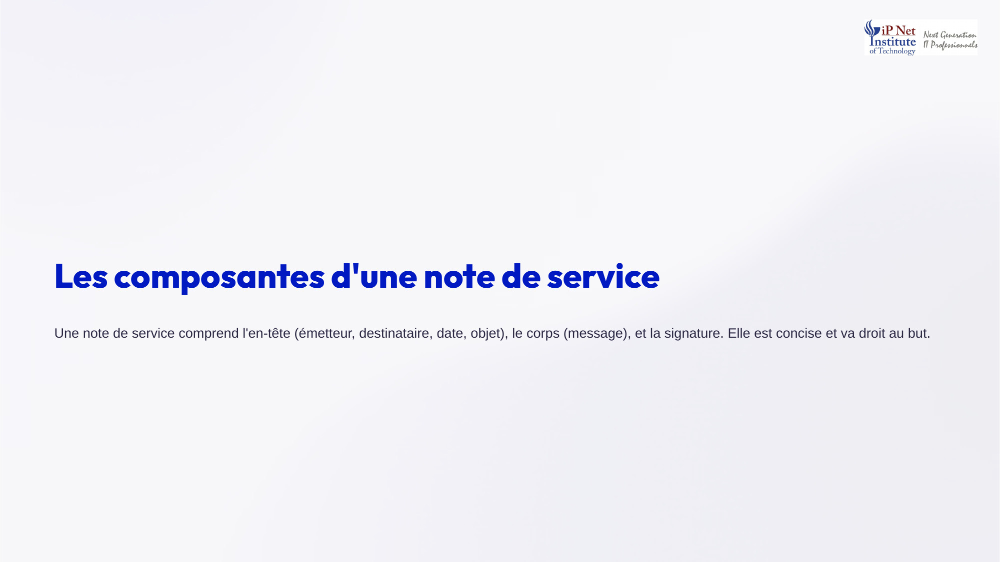 iP Net
Institute
of Technology
Next Generation
IT Professionnels
Les composantes d'une note de service
Une note de service comprend l'en-tête (émetteur, destinataire, date, objet), le corps (message), et la signature. Elle est concise et va droit au but.